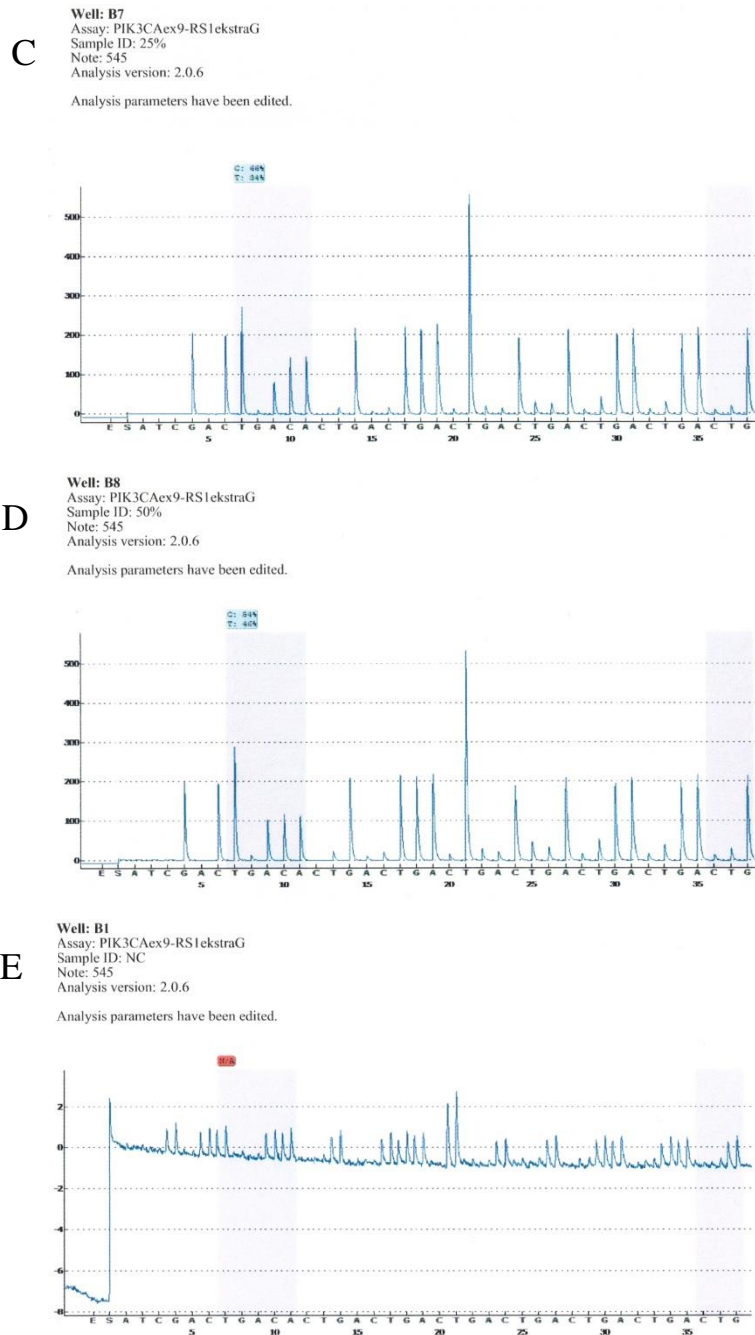 C
Well: B7
Assay: PIK3CAex9-RS1ekstraG
Sample ID: 25%
Note: 545
Analysis version: 2.0.6
Analysis parameters have been edited.
C: 66%
T: 34%
500
400
300
200
100
0
E S A T C G A C T G A C A C T G A C T G A C T G A C T G A C T G A C T G A C T G
5 10 15 20 25 30 35
D
Well: B8
Assay: PIK3CAex9-RS1ekstraG
Sample ID: 50%
Note: 545
Analysis version: 2.0.6
Analysis parameters have been edited.
C: 54%
T: 46%
500
400
300
200
100
0
E S A T C G A C T G A C A C T G A C T G A C T G A C T G A C T G A C T G A C T G
5 10 15 20 25 30 35
E
Well: B1
Assay: PIK3CAex9-RS1ekstraG
Sample ID: NC
Note: 545
Analysis version: 2.0.6
Analysis parameters have been edited.
N/A
2
0
-2
-4
-6
-8
E S A T C G A C T G A C A C T G A C T G A C T G A C T G A C T G A C T G A C T G
5 10 15 20 25 30 35